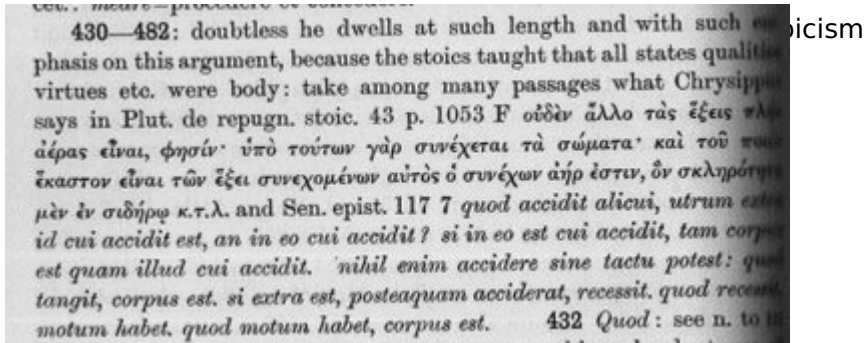 430—482: doubtless he dwells at such length and with such
phasis on this argument, because the stoics taught that all states
virtues etc. were body: take among many passages what
says in Plut. de repugn. stoic. 43 p. 1053 F οὐδὲν ἄλλο τὰς ἕξεις
ἀέρας εἶναι, φησίν· ὑπὸ τούτων γὰρ συνέχεται τὰ σώματα· καὶ τοῦ
ἕκαστον εἶναι τῶν ἕξει συνεχομένων αὐτὸς ὁ συνέχων ἀήρ ἐστιν, ὃν
μὲν ἐν σιδήρῳ κ.τ.λ. and Sen. epist. 117 7 quod accidit alicui, utrum
id cui accidit est, an in eo cui accidit? si in eo est cui accidit, tam
est quam illud cui accidit. nihil enim accidere sine tactu potest:
tangit, corpus est. si extra est, posteaquam acciderat, recessit. quod
motum habet. quod motum habet, corpus est. 432 Quod: see n. to